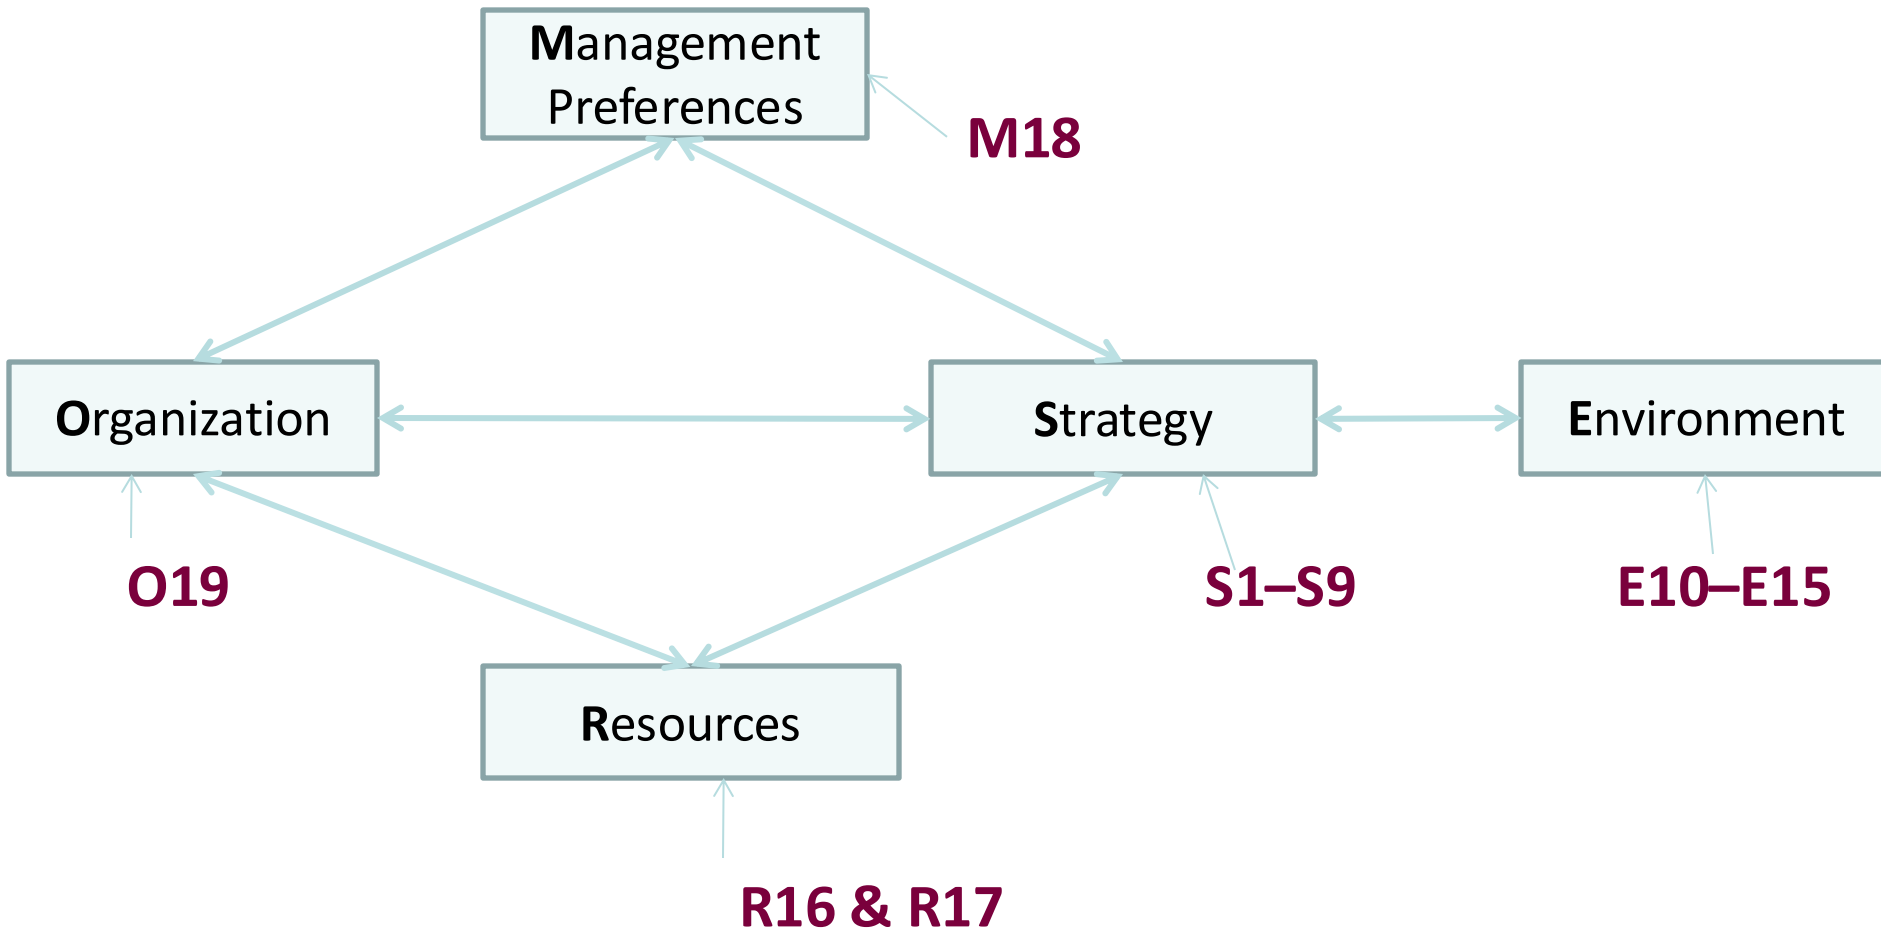 Management
Preferences
M18
Organization
Strategy
Environment
O19
S1–S9
E10–E15
Resources
R16 & R17